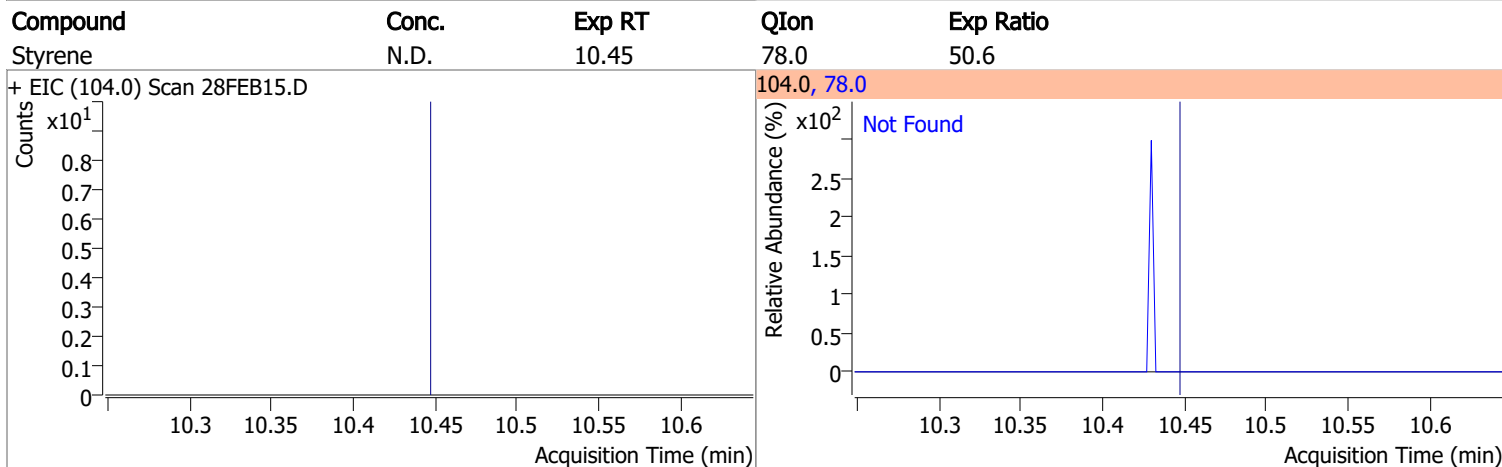 Compound Conc. Exp RT QIon Exp Ratio
Styrene N.D. 10.45 78.0 50.6
+ EIC (104.0) Scan 28FEB15.D
Counts
x10¹
0.8
0.7
0.6
0.5
0.4
0.3
0.2
0.1
0
10.3 10.35 10.4 10.45 10.5 10.55 10.6
Acquisition Time (min)
104.0, 78.0
Relative Abundance (%)
x10²
Not Found
2.5
2
1.5
1
0.5
0
10.3 10.35 10.4 10.45 10.5 10.55 10.6
Acquisition Time (min)